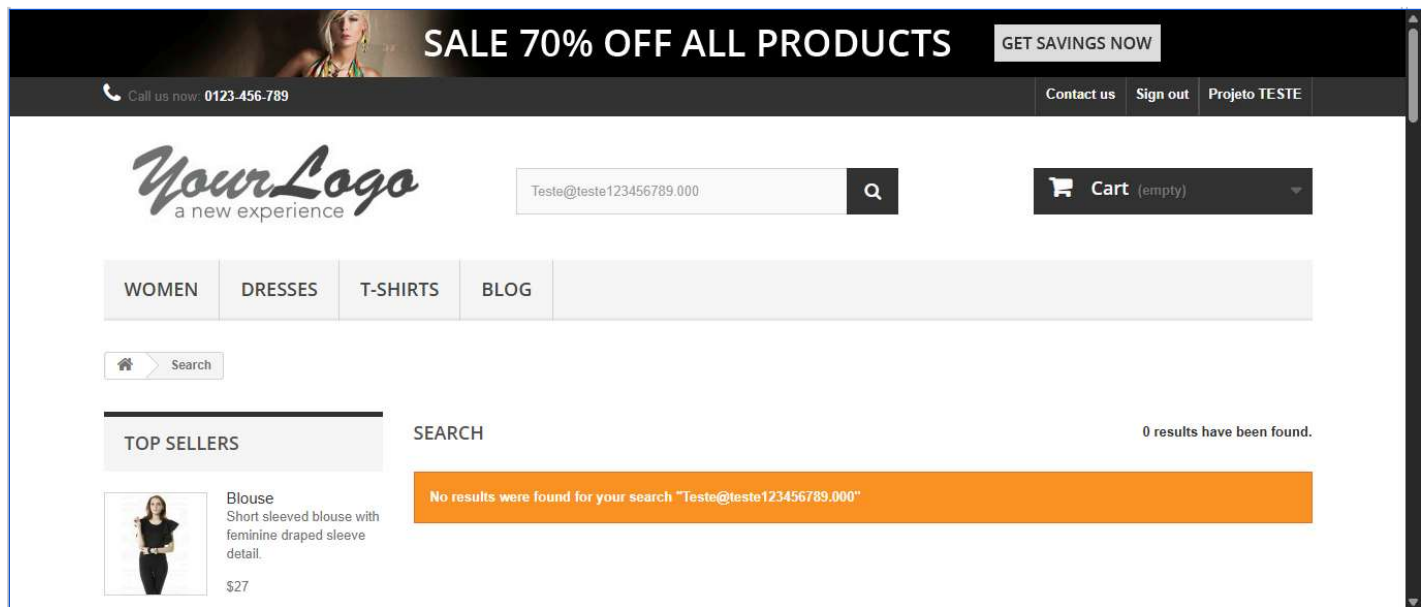 SALE 70% OFF ALL PRODUCTS GET SAVINGS NOW
Call us now: 0123-456-789 Contact us Sign out Projeto TESTE
YourLogo
a new experience
Teste@teste123456789.000
Cart (empty)
WOMEN DRESSES T-SHIRTS BLOG
Search
TOP SELLERS
Blouse
Short sleeved blouse with
feminine draped sleeve
detail.
$27
SEARCH
0 results have been found.
No results were found for your search "Teste@teste123456789.000"